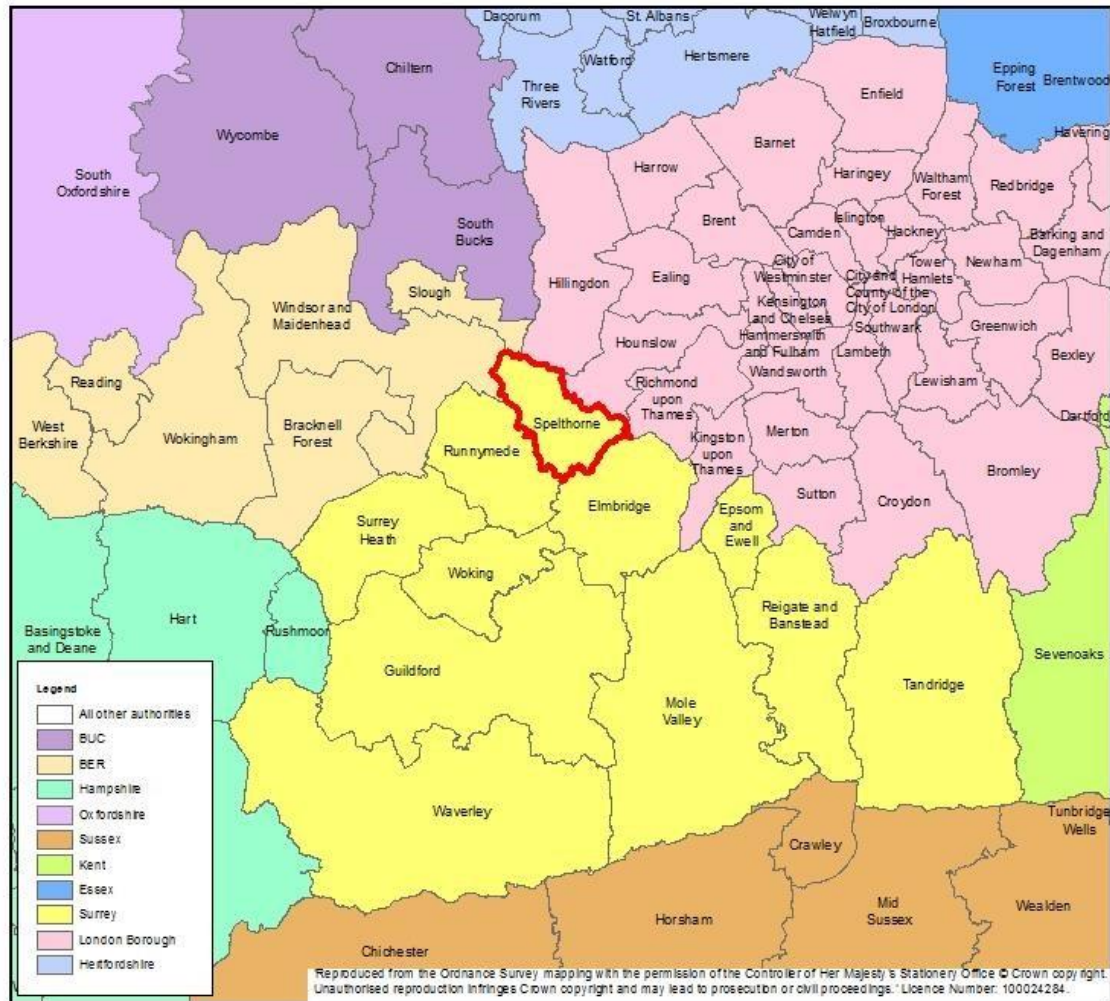 Dacorum
St. Albans
Welwyn
Hatfield
Broxbourne
Watford
Hertsmere
Chiltern
Three
Rivers
Epping
Forest
Brentwood
Enfield
Wycombe
Barnet
Havering
Harrow
Haringey
Waltham
Forest
Redbridge
South
Oxfordshire
South
Bucks
Brent
Islington
Camden
Hackney
Barking and
Dagenham
Hillingdon
Ealing
City of
Westminster
Tower
Hamlets
Newham
City and
County of the
City of London
Slough
Windsor and
Maidenhead
Kensington
and Chelsea
Hounslow
Hammersmith
and Fulham
Southwark
Greenwich
Bexley
Wandsworth
Lambeth
Lewisham
Reading
Richmond
upon
Thames
West
Berkshire
Wokingham
Bracknell
Forest
Spelthorne
Dartford
Runnymede
Kingston
upon
Thames
Merton
Bromley
Sutton
Croydon
Surrey
Heath
Elmbridge
Epsom
and
Ewell
Woking
Hart
Rushmoor
Basingstoke
and Deane
Reigate and
Banstead
Sevenoaks
Guildford
Tandridge
Mole
Valley
Waverley
Tunbridge
Wells
Crawley
Horsham
Mid
Sussex
Wealden
Chichester
Legend
All other authorities
BUC
BER
Hampshire
Oxfordshire
Sussex
Kent
Essex
Surrey
London Borough
Hertfordshire
'Reproduced from the Ordnance Survey mapping with the permission of the Controller of Her Majesty's Stationery Office © Crown copyright.
Unauthorised reproduction infringes Crown copyright and may lead to prosecution or civil proceedings.' Licence Number: 100024284.